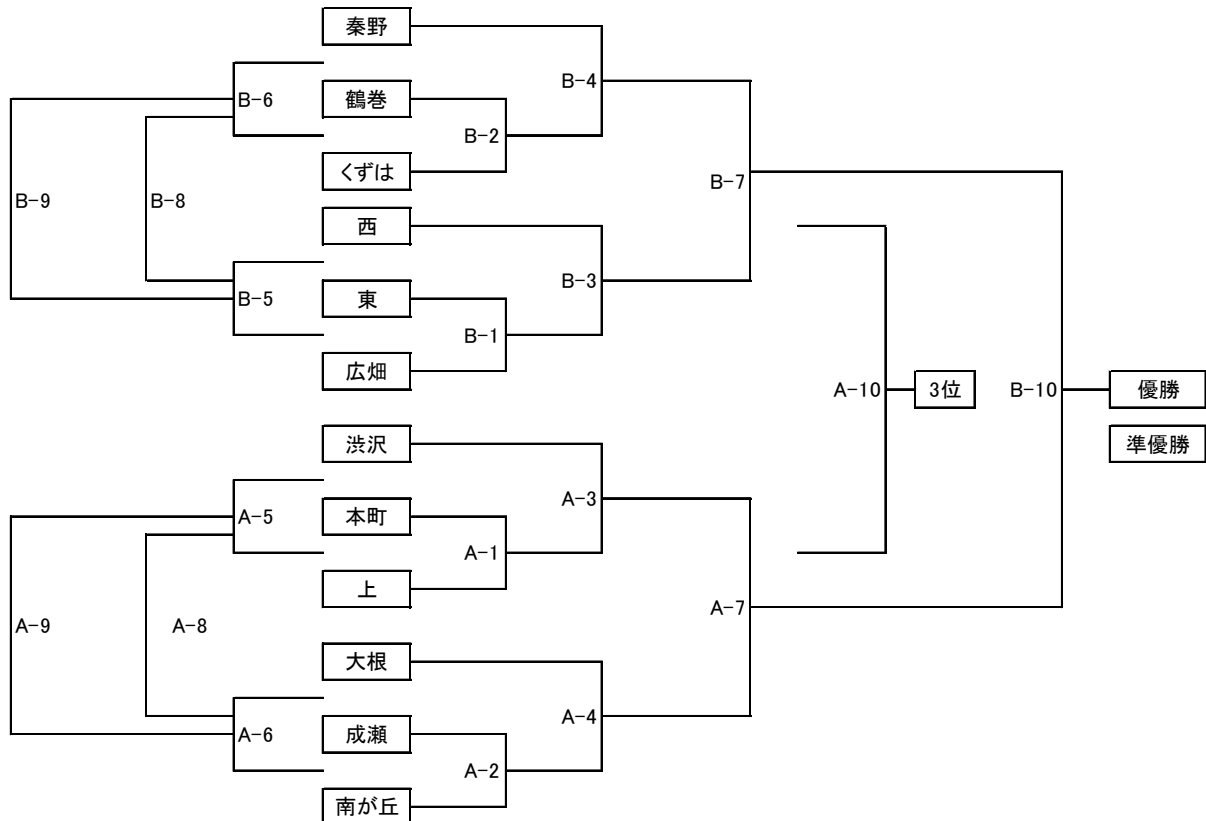 秦野
B-4
B-6
鶴巻
B-2
くずは
B-7
B-9
B-8
西
B-3
B-5
東
B-1
広畑
A-10
3位
B-10
優勝
準優勝
渋沢
A-3
A-5
本町
A-1
上
A-7
A-9
A-8
大根
A-4
A-6
成瀬
A-2
南が丘